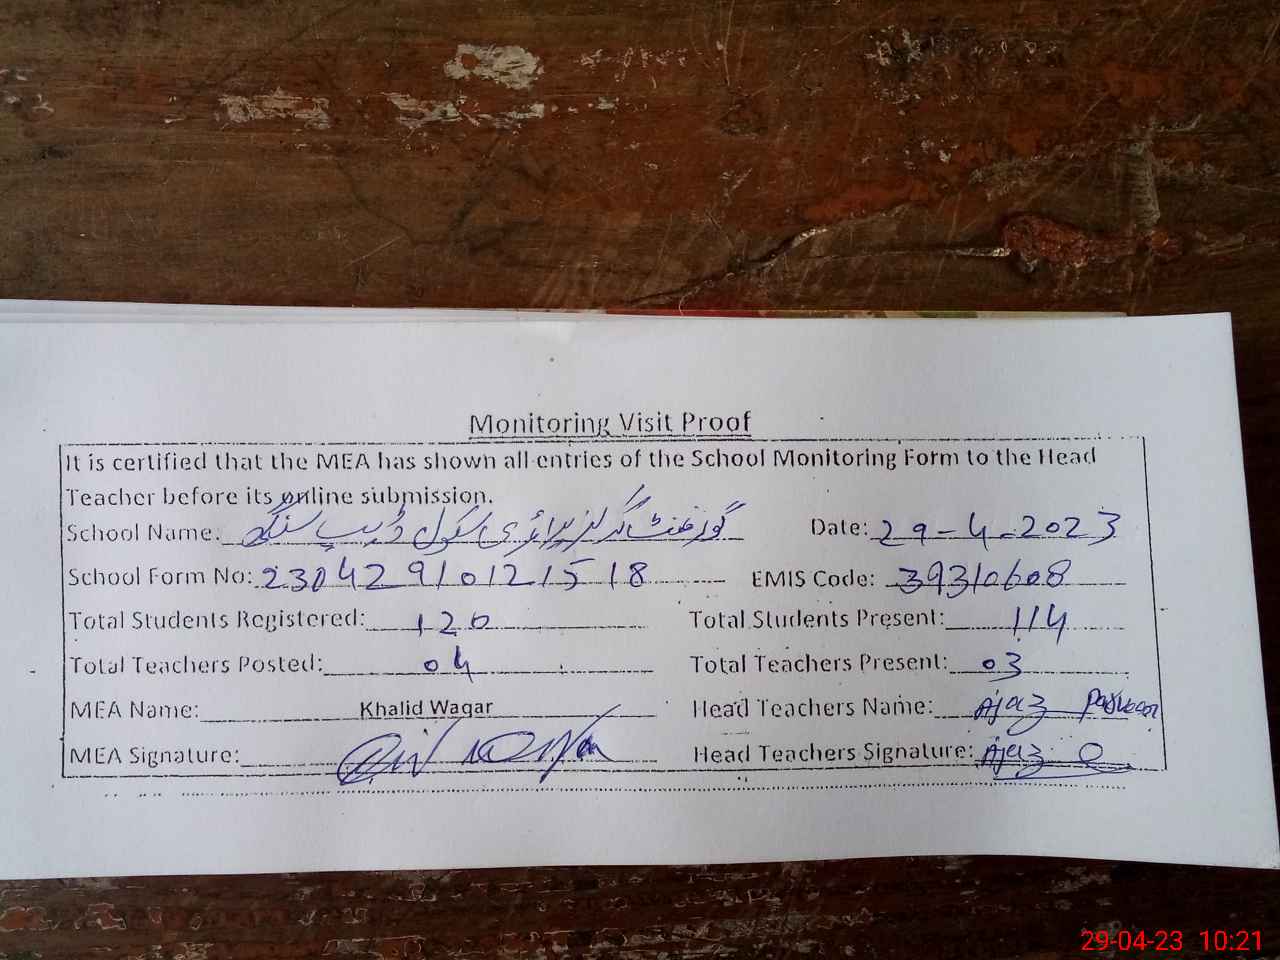 Monitoring Visit Proof
It is certified that the MEA has shown all entries of the School Monitoring Form to the Head
Teacher before its online submission.
School Name: گورنمنٹ گرلز پرائمری سکول ڈیپ سنگھ Date: 29-4-2023
School Form No: 23042910121518 EMIS Code: 39310608
Total Students Registered: 120 Total Students Present: 114
Total Teachers Posted: 04 Total Teachers Present: 03
MEA Name: Khalid Waqar Head Teachers Name: Ajaz
MEA Signature: Head Teachers Signature: Ajaz
29-04-23 10:21